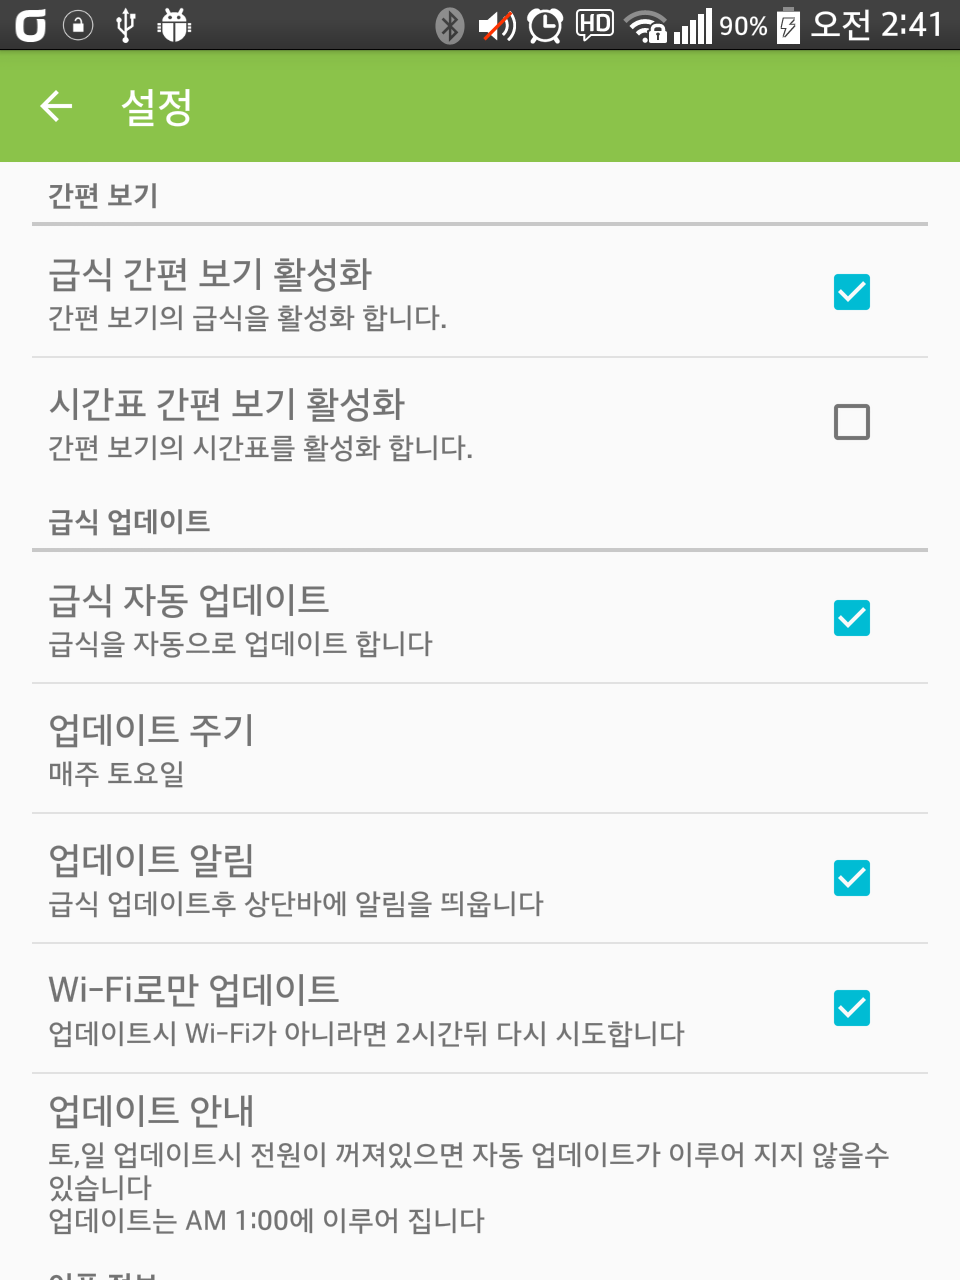 HD 90% 오전 2:41
설정
간편 보기
급식 간편 보기 활성화
간편 보기의 급식을 활성화 합니다.
시간표 간편 보기 활성화
간편 보기의 시간표를 활성화 합니다.
급식 업데이트
급식 자동 업데이트
급식을 자동으로 업데이트 합니다
업데이트 주기
매주 토요일
업데이트 알림
급식 업데이트후 상단바에 알림을 띄웁니다
Wi-Fi로만 업데이트
업데이트시 Wi-Fi가 아니라면 2시간뒤 다시 시도합니다
업데이트 안내
토,일 업데이트시 전원이 꺼져있으면 자동 업데이트가 이루어 지지 않을수
있습니다
업데이트는 AM 1:00에 이루어 집니다